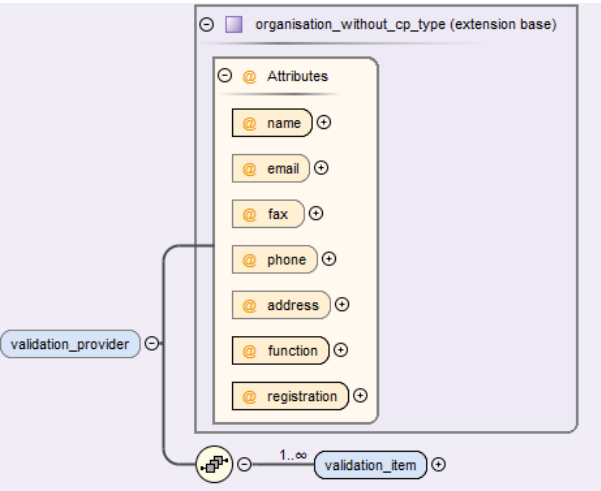 organisation_without_cp_type (extension base)
@ Attributes
@ name
@ email
@ fax
@ phone
@ address
@ function
@ registration
validation_provider
1..∞
validation_item